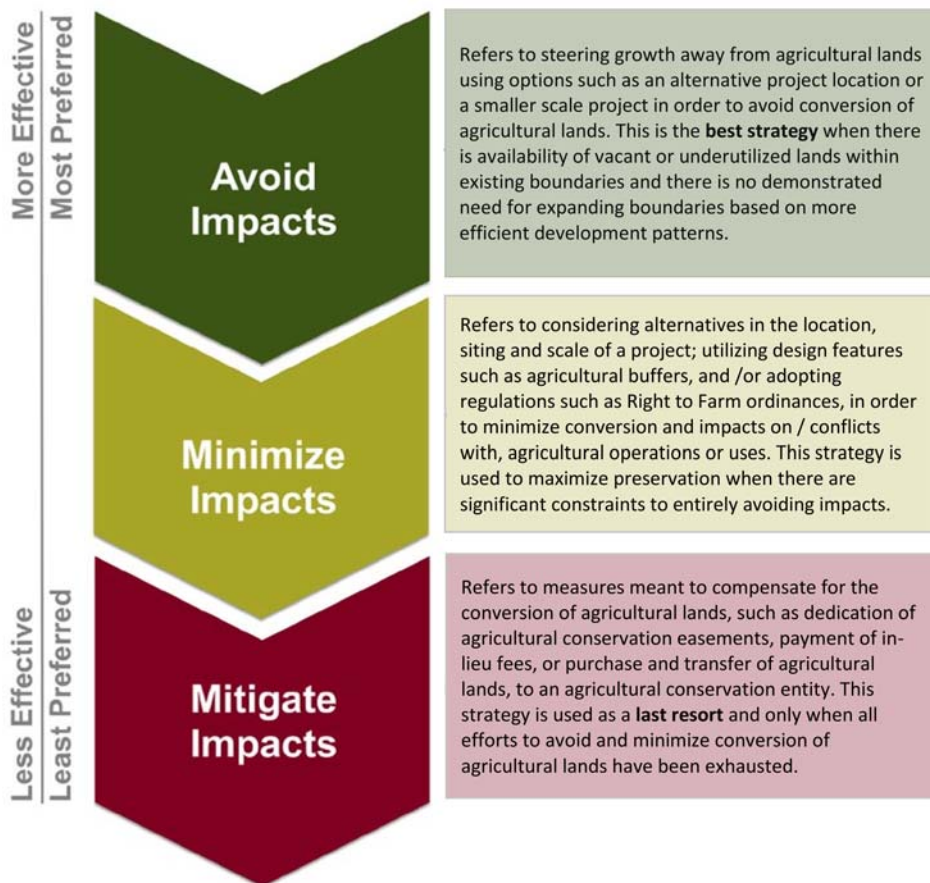 More Effective
Most Preferred
Avoid
Impacts
Refers to steering growth away from agricultural lands
using options such as an alternative project location or
a smaller scale project in order to avoid conversion of
agricultural lands. This is the best strategy when there
is availability of vacant or underutilized lands within
existing boundaries and there is no demonstrated
need for expanding boundaries based on more
efficient development patterns.
Minimize
Impacts
Refers to considering alternatives in the location,
siting and scale of a project; utilizing design features
such as agricultural buffers, and /or adopting
regulations such as Right to Farm ordinances, in order
to minimize conversion and impacts on / conflicts
with, agricultural operations or uses. This strategy is
used to maximize preservation when there are
significant constraints to entirely avoiding impacts.
Less Effective
Least Preferred
Mitigate
Impacts
Refers to measures meant to compensate for the
conversion of agricultural lands, such as dedication of
agricultural conservation easements, payment of in-
lieu fees, or purchase and transfer of agricultural
lands, to an agricultural conservation entity. This
strategy is used as a last resort and only when all
efforts to avoid and minimize conversion of
agricultural lands have been exhausted.